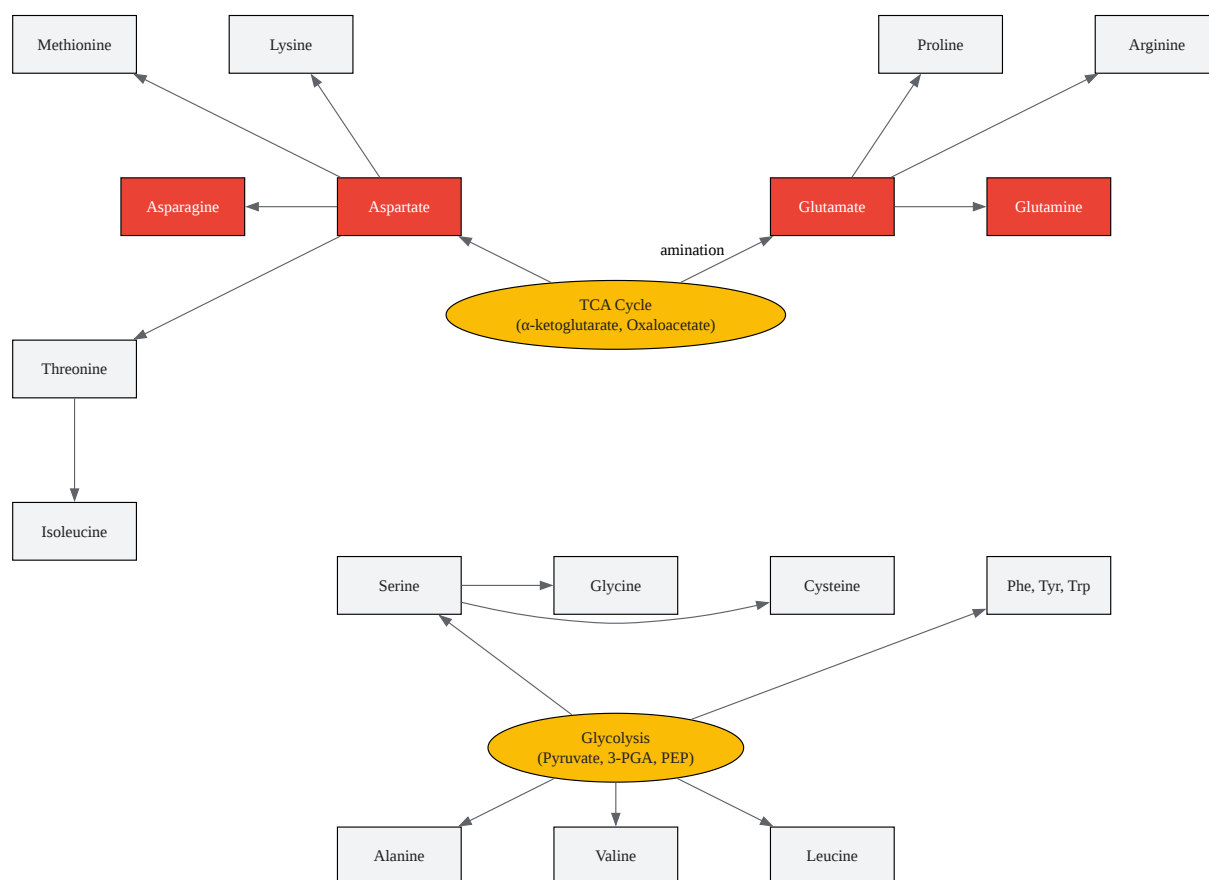 Methionine
Lysine
Proline
Arginine
Asparagine
Aspartate
Glutamate
Glutamine
amination
TCA Cycle
(α-ketoglutarate, Oxaloacetate)
Threonine
Isoleucine
Serine
Glycine
Cysteine
Phe, Tyr, Trp
Glycolysis
(Pyruvate, 3-PGA, PEP)
Alanine
Valine
Leucine